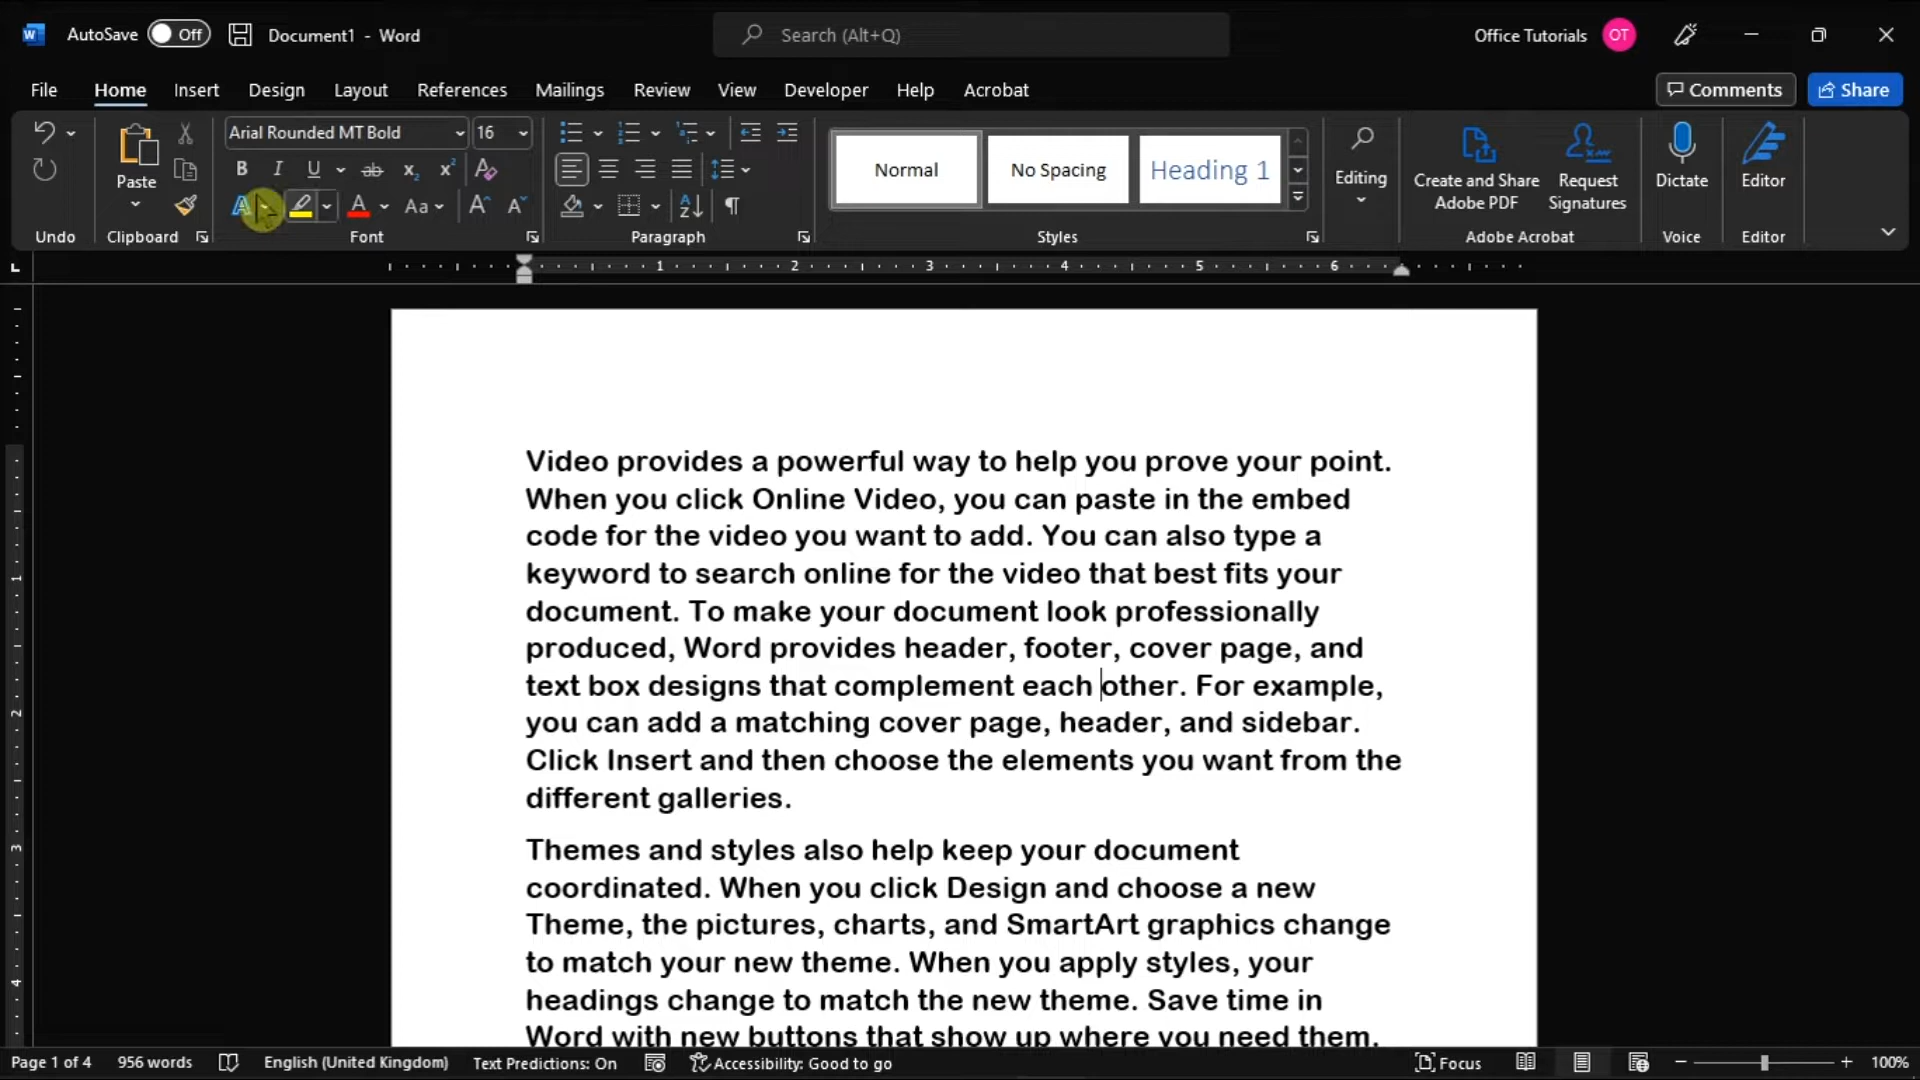 AutoSave Off Document1 - Word Search (Alt+Q) Office Tutorials OT
File Home Insert Design Layout References Mailings Review View Developer Help Acrobat Comments Share
Arial Rounded MT Bold 16
Paste
Normal No Spacing Heading 1
Editing
Create and Share Adobe PDF
Request Signatures
Dictate
Editor
Undo Clipboard Font Paragraph Styles Adobe Acrobat Voice Editor
1 2 3 4 5 6
Video provides a powerful way to help you prove your point.
When you click Online Video, you can paste in the embed
code for the video you want to add. You can also type a
keyword to search online for the video that best fits your
document. To make your document look professionally
produced, Word provides header, footer, cover page, and
text box designs that complement each other. For example,
you can add a matching cover page, header, and sidebar.
Click Insert and then choose the elements you want from the
different galleries.
Themes and styles also help keep your document
coordinated. When you click Design and choose a new
Theme, the pictures, charts, and SmartArt graphics change
to match your new theme. When you apply styles, your
headings change to match the new theme. Save time in
Word with new buttons that show up where you need them.
Page 1 of 4 956 words English (United Kingdom) Text Predictions: On Accessibility: Good to go Focus 100%